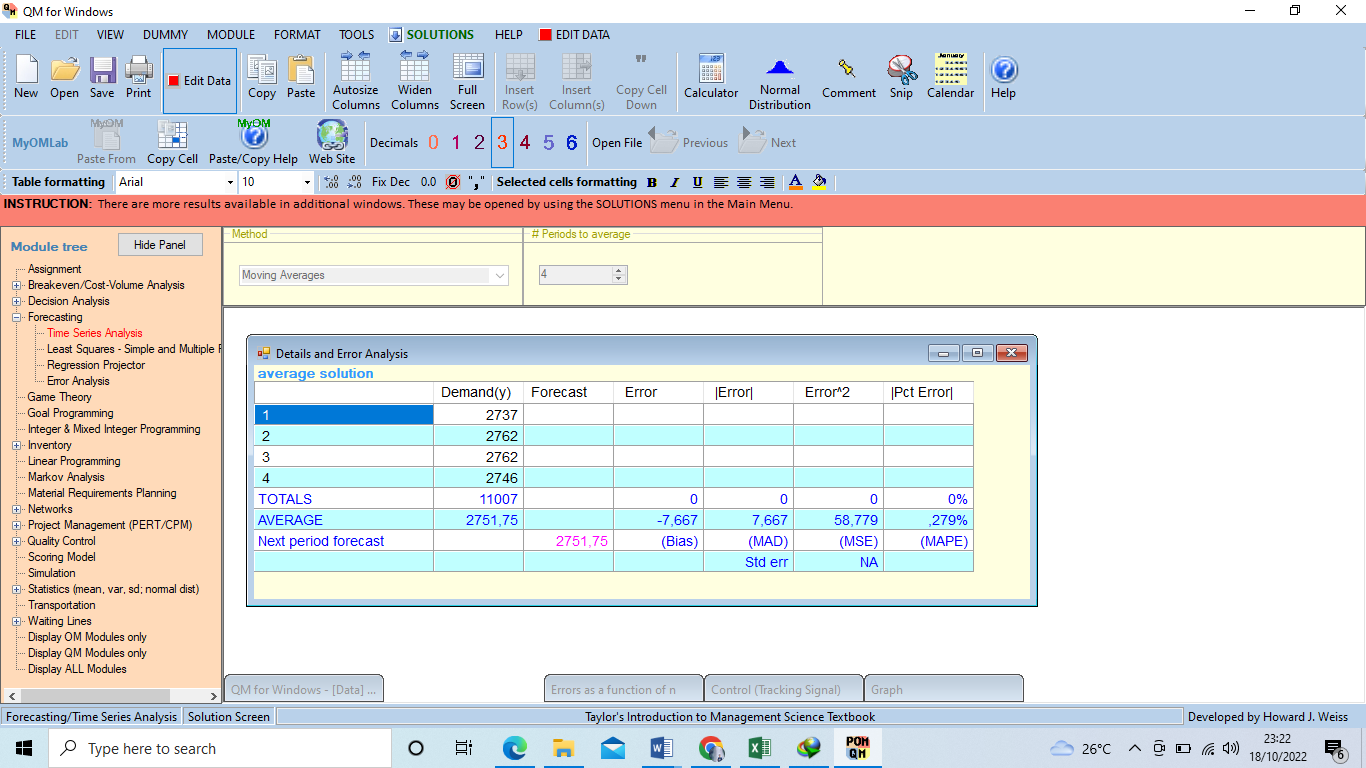 QM for Windows
FILE EDIT VIEW DUMMY MODULE FORMAT TOOLS SOLUTIONS HELP EDIT DATA
New Open Save Print Edit Data Copy Paste Autosize Columns Widen Columns Full Screen Insert Row(s) Insert Column(s) Copy Cell Down Calculator Normal Distribution Comment Snip January Calendar Help
MyOMLab MyOM Paste From Copy Cell MyOM Paste/Copy Help Web Site Decimals 0 1 2 3 4 5 6 Open File Previous Next
Table formatting Arial 10 Fix Dec 0.0 "," Selected cells formatting B I U A
INSTRUCTION: There are more results available in additional windows. These may be opened by using the SOLUTIONS menu in the Main Menu.
Module tree Hide Panel
Assignment
Breakeven/Cost-Volume Analysis
Decision Analysis
Forecasting
Time Series Analysis
Least Squares - Simple and Multiple
Regression Projector
Error Analysis
Game Theory
Goal Programming
Integer & Mixed Integer Programming
Inventory
Linear Programming
Markov Analysis
Material Requirements Planning
Networks
Project Management (PERT/CPM)
Quality Control
Scoring Model
Simulation
Statistics (mean, var, sd; normal dist)
Transportation
Waiting Lines
Display OM Modules only
Display QM Modules only
Display ALL Modules
Method # Periods to average
Moving Averages 4
Details and Error Analysis
average solution
Demand(y) Forecast Error |Error| Error^2 |Pct Error|
1 2737
2 2762
3 2762
4 2746
TOTALS 11007 0 0 0 0%
AVERAGE 2751,75 -7,667 7,667 58,779 ,279%
Next period forecast 2751,75 (Bias) (MAD) (MSE) (MAPE)
Std err NA
QM for Windows - [Data] ... Errors as a function of n Control (Tracking Signal) Graph
Forecasting/Time Series Analysis Solution Screen Taylor's Introduction to Management Science Textbook Developed by Howard J. Weiss
Type here to search POM QM 26°C 23:22
18/10/2022 6